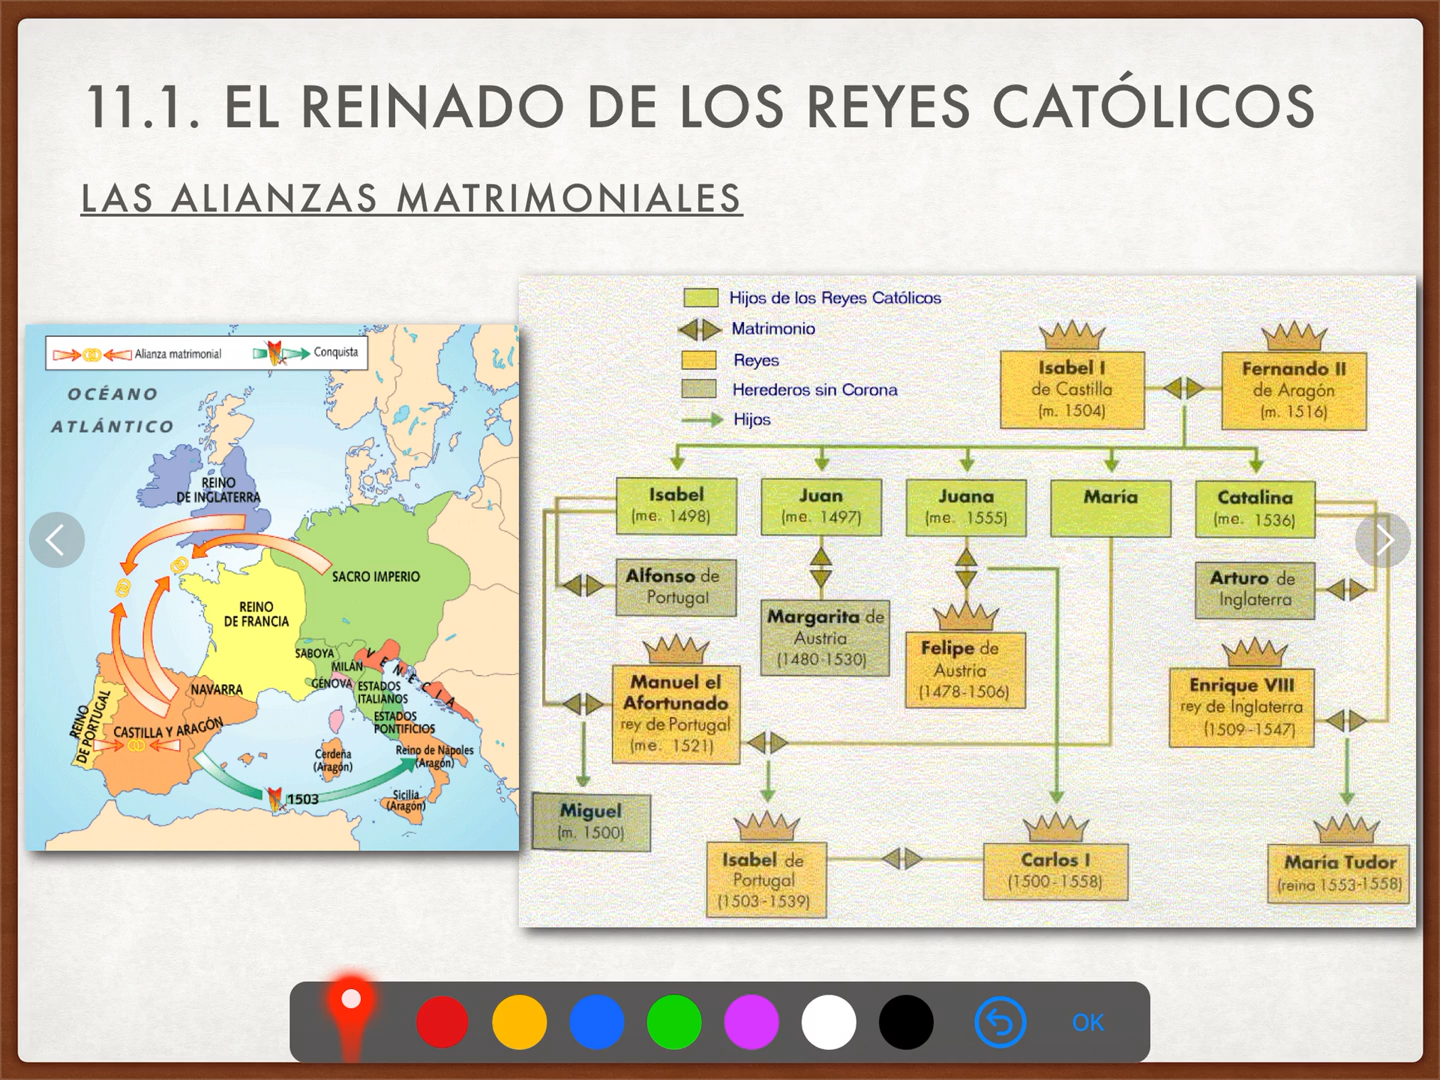 11.1. EL REINADO DE LOS REYES CATÓLICOS
LAS ALIANZAS MATRIMONIALES
Alianza matrimonial
Conquista
OCÉANO
ATLÁNTICO
REINO
DE INGLATERRA
SACRO IMPERIO
REINO
DE FRANCIA
SABOYA
MILÁN
VENECIA
GÉNOVA
ESTADOS
ITALIANOS
NAVARRA
ESTADOS
PONTIFICIOS
REINO
DE PORTUGAL
CASTILLA Y ARAGÓN
Cerdeña
(Aragón)
Reino de Nápoles
(Aragón)
Sicilia
(Aragón)
1503
Hijos de los Reyes Católicos
Matrimonio
Reyes
Herederos sin Corona
Hijos
Isabel I
de Castilla
(m. 1504)
Fernando II
de Aragón
(m. 1516)
Isabel
(me. 1498)
Juan
(me. 1497)
Juana
(me. 1555)
María
Catalina
(me. 1536)
Alfonso de
Portugal
Margarita de
Austria
(1480-1530)
Felipe de
Austria
(1478-1506)
Arturo de
Inglaterra
Manuel el
Afortunado
rey de Portugal
(me. 1521)
Enrique VIII
rey de Inglaterra
(1509-1547)
Miguel
(m. 1500)
Isabel de
Portugal
(1503-1539)
Carlos I
(1500-1558)
María Tudor
(reina 1553-1558)
OK